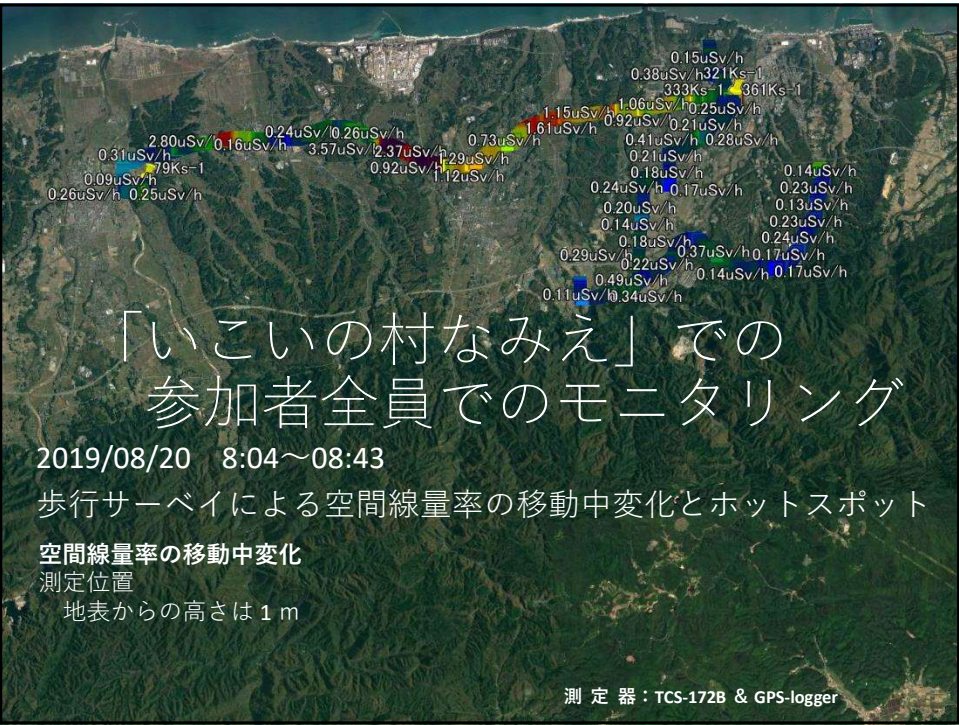 0.15uSv/h
0.38uSv/h 321Ks-1
333Ks-1 361Ks-1
1.15uSv/h 1.06uSv/h 0.25uSv/h
1.61uSv/h 0.92uSv/h 0.21uSv/h
2.80uSv/h 0.16uSv/h 0.24uSv/h 0.26uSv/h 0.73uSv/h 0.41uSv/h 0.28uSv/h
0.31uSv/h 3.57uSv/h 2.37uSv/h 1.29uSv/h 0.21uSv/h
79Ks-1 0.92uSv/h 1.12uSv/h 0.18uSv/h 0.14uSv/h
0.09uSv/h 0.24uSv/h 0.17uSv/h 0.23uSv/h
0.26uSv/h 0.25uSv/h 0.20uSv/h 0.13uSv/h
0.14uSv/h 0.23uSv/h
0.18uSv/h 0.24uSv/h
0.29uSv/h 0.22uSv/h 0.37uSv/h 0.17uSv/h
0.49uSv/h 0.14uSv/h 0.17uSv/h
0.11uSv/h 0.34uSv/h
「いこいの村なみえ」での
参加者全員でのモニタリング
2019/08/20 8:04～08:43
歩行サーベイによる空間線量率の移動中変化とホットスポット
空間線量率の移動中変化
測定位置
地表からの高さは 1 m
測 定 器：TCS-172B ＆ GPS-logger